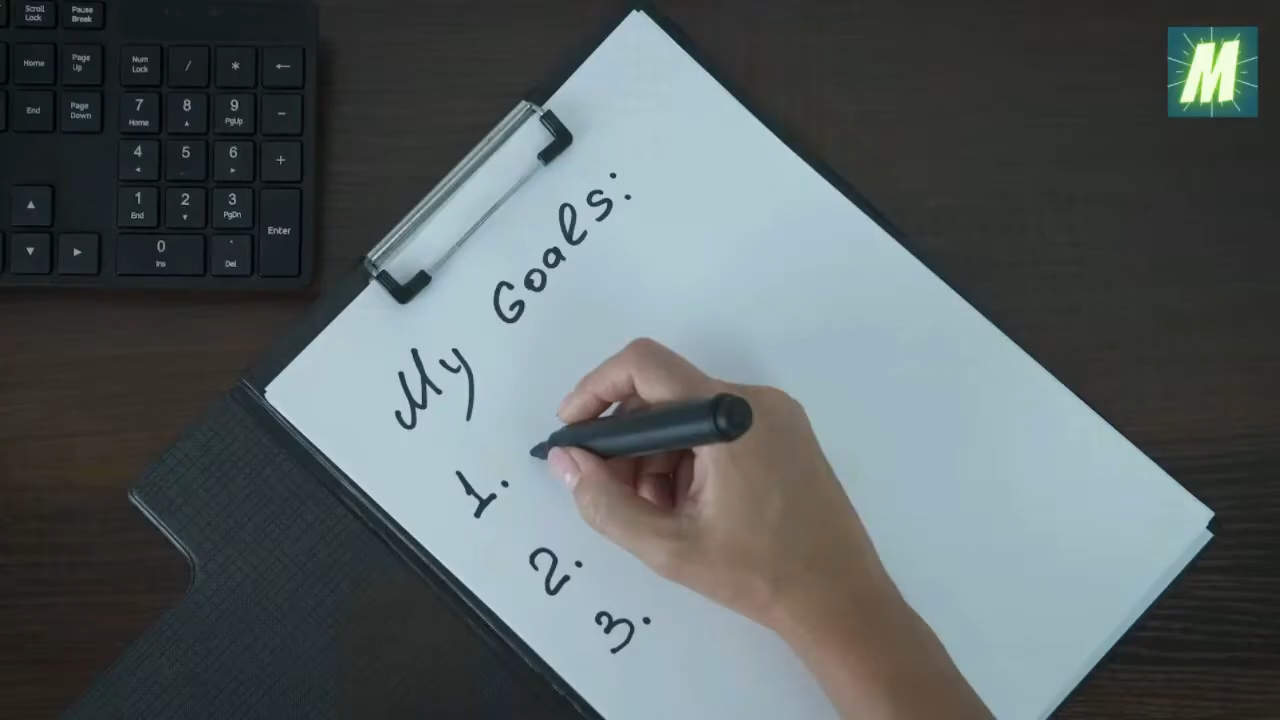 Scroll Lock
Pause Break
Home
Page Up
Num Lock
/
*
←
End
Page Down
7 Home
8 ▲
9 PgUp
-
4 ◄
5
6 ►
+
▲
1 End
2 ▼
3 PgDn
Enter
▼
►
0 Ins
. Del
M
My Goals:
1.
2.
3.